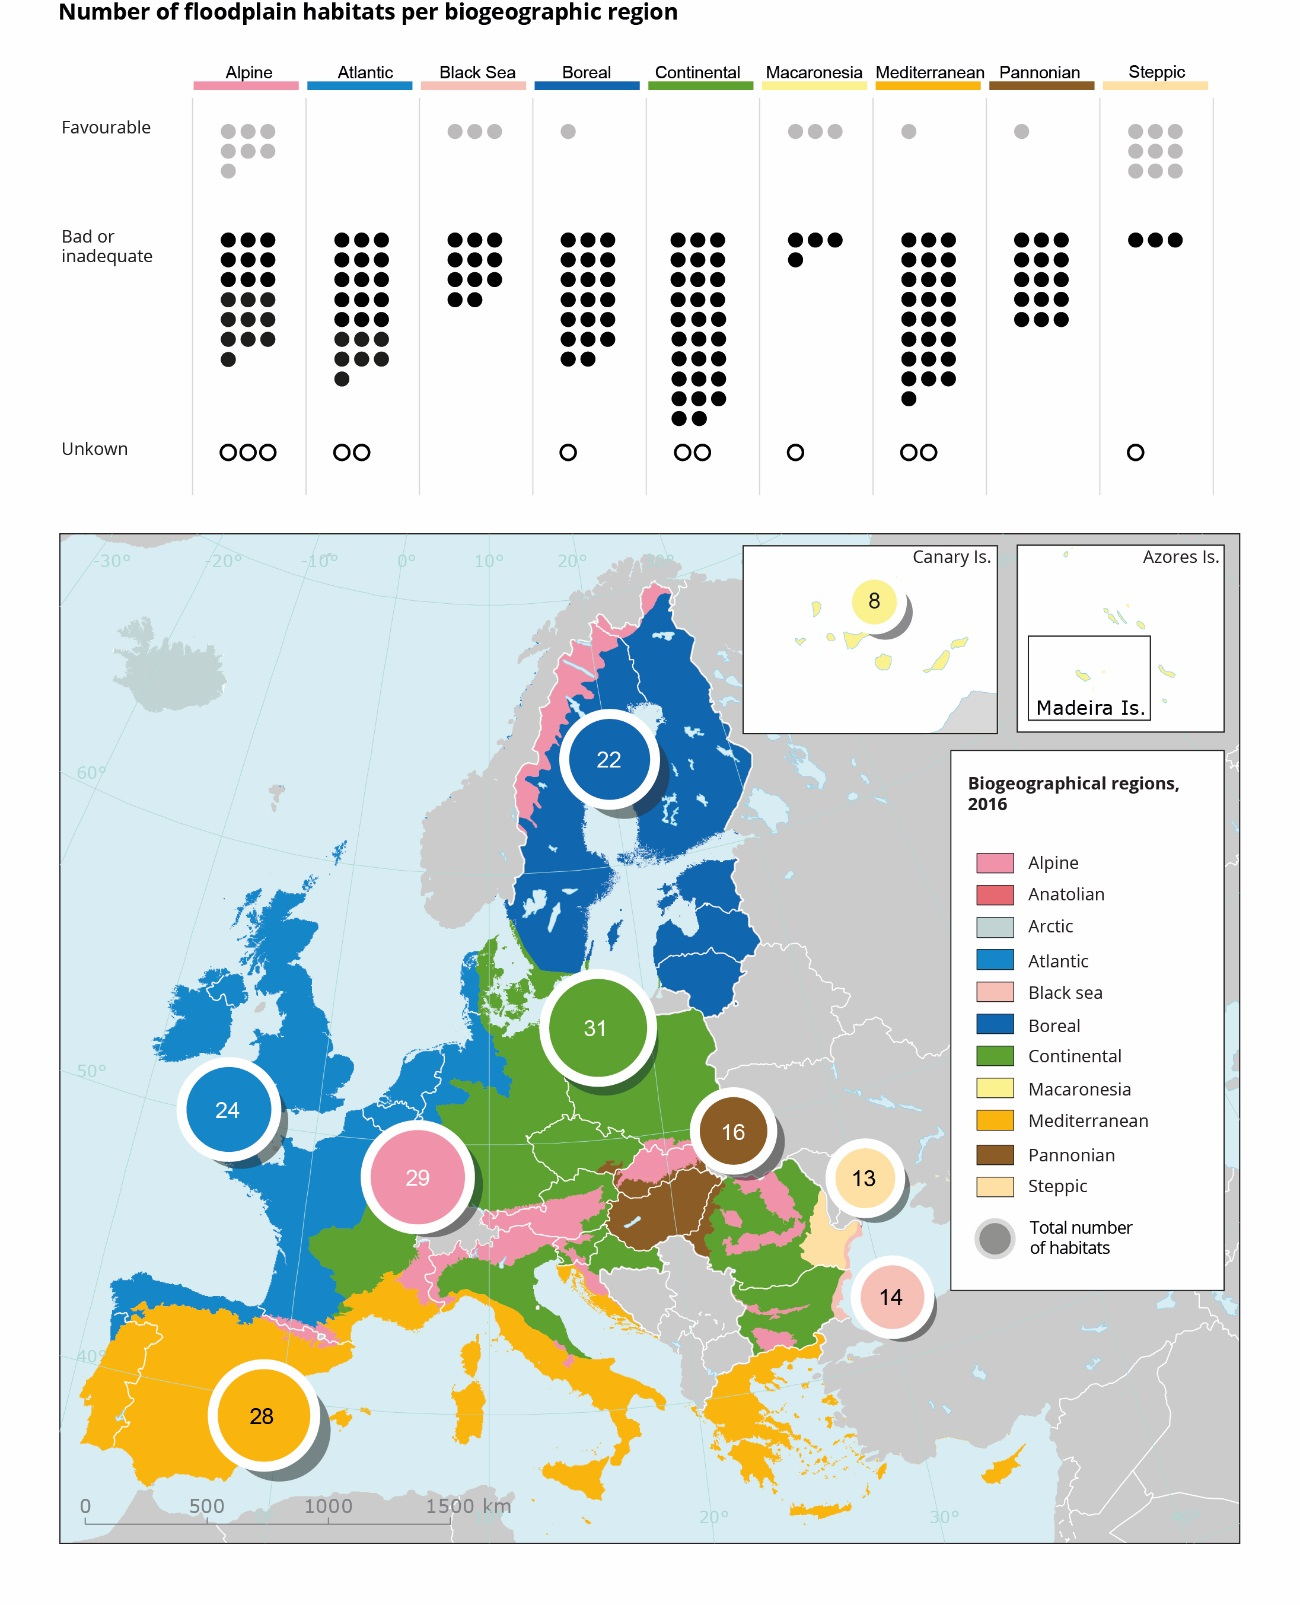 Number of floodplain habitats per biogeographic region
Alpine Atlantic Black Sea Boreal Continental Macaronesia Mediterranean Pannonian Steppic
Favourable
Bad or
inadequate
Unkown
-30° -20° -10° 0° 10° 20°
Canary Is.
Azores Is.
8
Madeira Is.
22
60°
Biogeographical regions,
2016
Alpine
Anatolian
Arctic
Atlantic
Black sea
Boreal
Continental
Macaronesia
Mediterranean
Pannonian
Steppic
Total number
of habitats
31
50°
24
16
29
13
14
40°
28
0 500 1000 1500 km
20° 30°